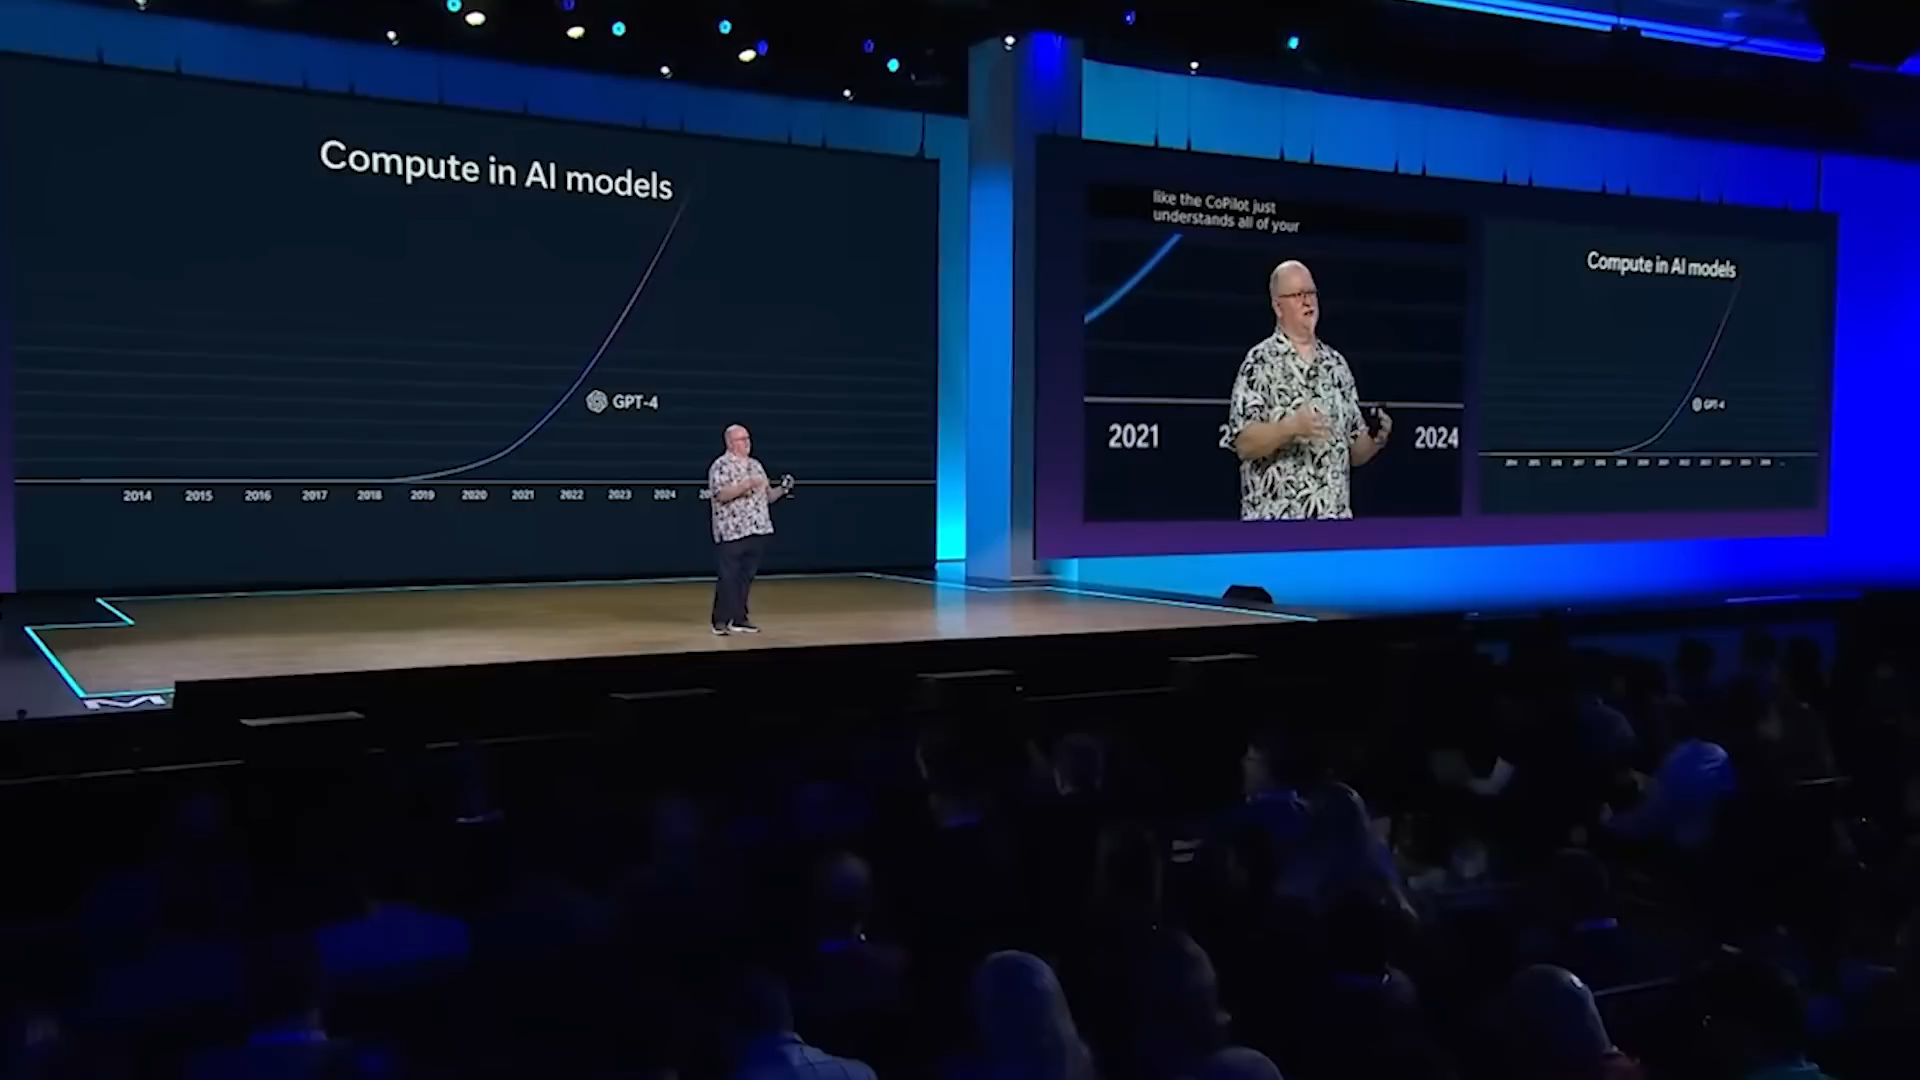 Compute in AI models
GPT-4
2014 2015 2016 2017 2018 2019 2020 2021 2022 2023 2024
like the CoPilot just
understands all of your
2021 2024
Compute in AI models
GPT-4